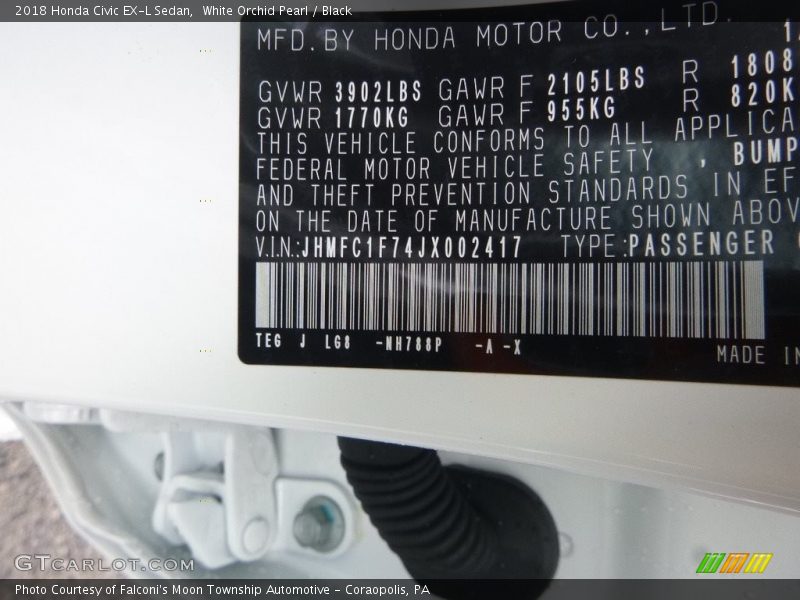 2018 Honda Civic EX-L Sedan, White Orchid Pearl / Black
MFD. BY HONDA MOTOR CO., LTD.
GVWR 3902LBS GAWR F 2105LBS R 1808
GVWR 1770KG GAWR F 955KG R 820K
THIS VEHICLE CONFORMS TO ALL APPLICA
FEDERAL MOTOR VEHICLE SAFETY , BUMP
AND THEFT PREVENTION STANDARDS IN EF
ON THE DATE OF MANUFACTURE SHOWN ABOV
V.I.N.:JHMFC1F74JX002417 TYPE:PASSENGER
TEG J LG8 -NH788P -A -X
MADE IN
GTCARLOT.COM
Photo Courtesy of Falconi's Moon Township Automotive - Coraopolis, PA